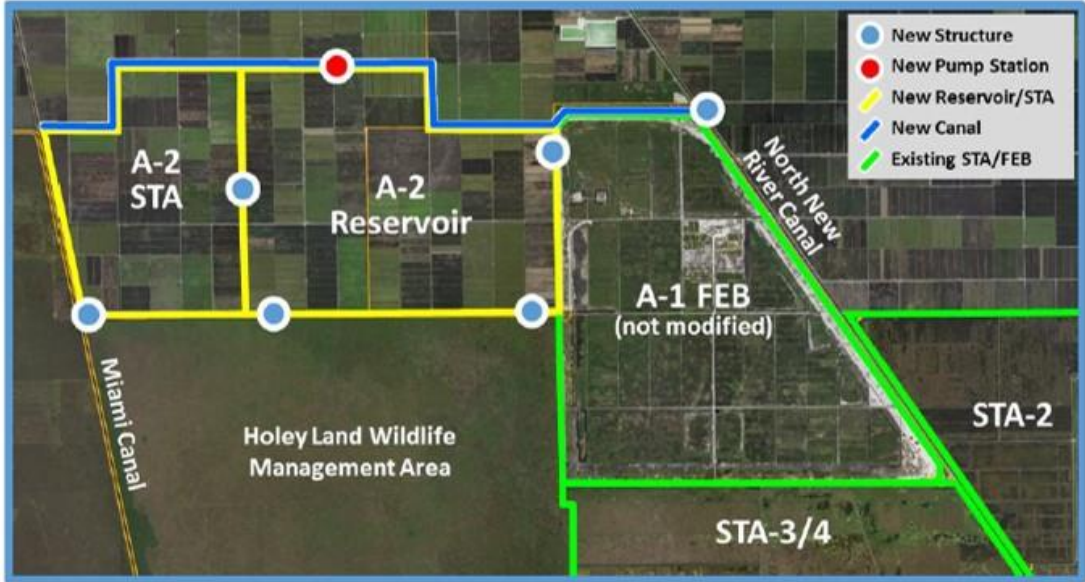 New Structure
New Pump Station
New Reservoir/STA
New Canal
Existing STA/FEB
A-2
STA
A-2
Reservoir
North New
River Canal
A-1 FEB
(not modified)
Miami Canal
Holey Land Wildlife
Management Area
STA-2
STA-3/4